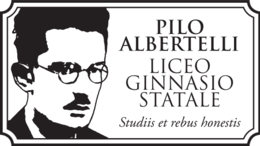 PILO
ALBERTELLI
LICEO
GINNASIO
STATALE
Studiis et rebus honestis